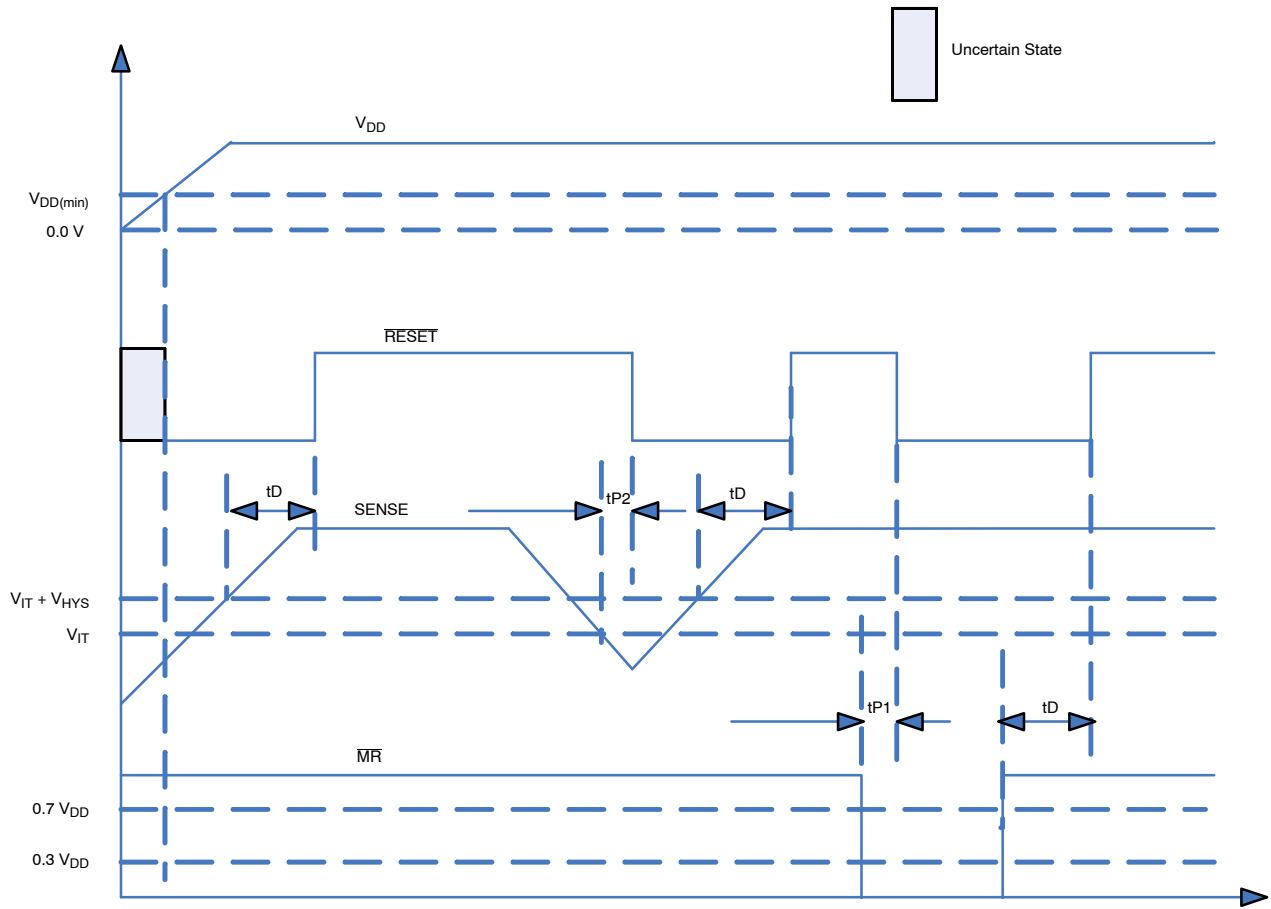 Uncertain State
VDD
VDD(min)
0.0 V
RESET
tD
SENSE
tP2
tD
VIT + VHYS
VIT
tP1
tD
MR
0.7 VDD
0.3 VDD